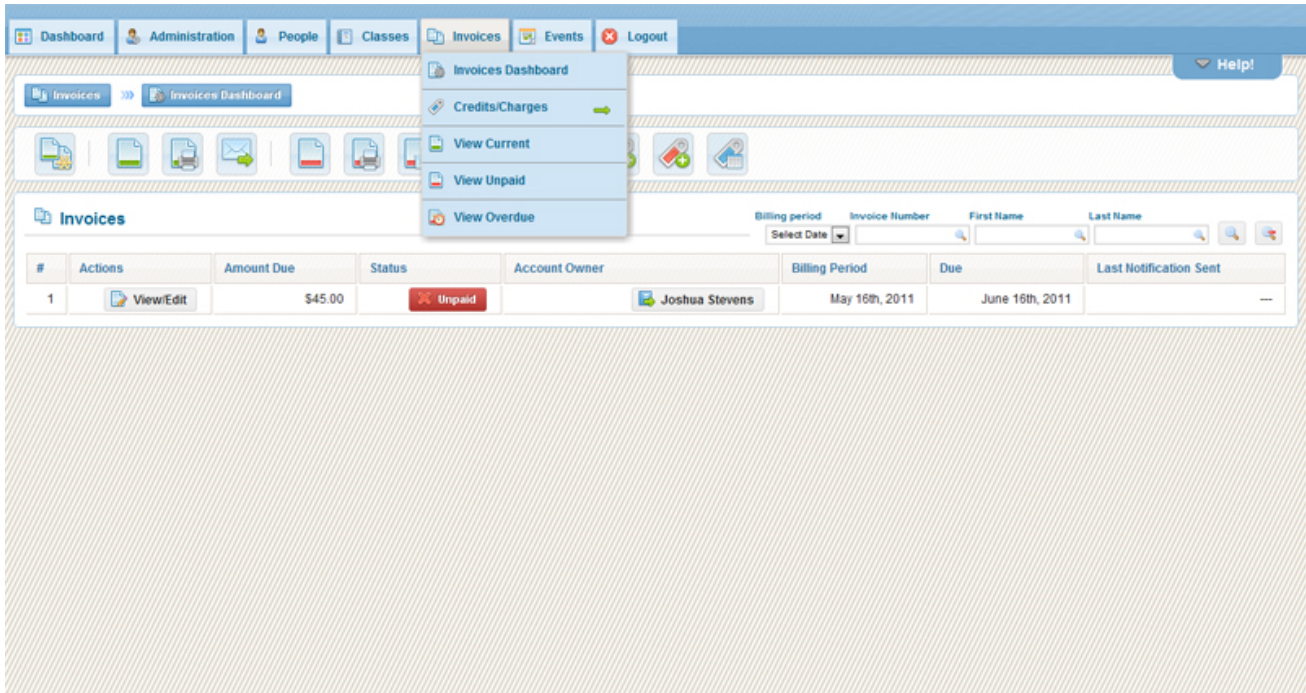 Dashboard Administration People Classes Invoices Events Logout
Help!
Invoices Invoices Dashboard
Invoices Dashboard
Credits/Charges
View Current
View Unpaid
View Overdue
Invoices
Billing period Invoice Number First Name Last Name
Select Date
# Actions Amount Due Status Account Owner Billing Period Due Last Notification Sent
1 View/Edit $45.00 Unpaid Joshua Stevens May 16th, 2011 June 16th, 2011 ---